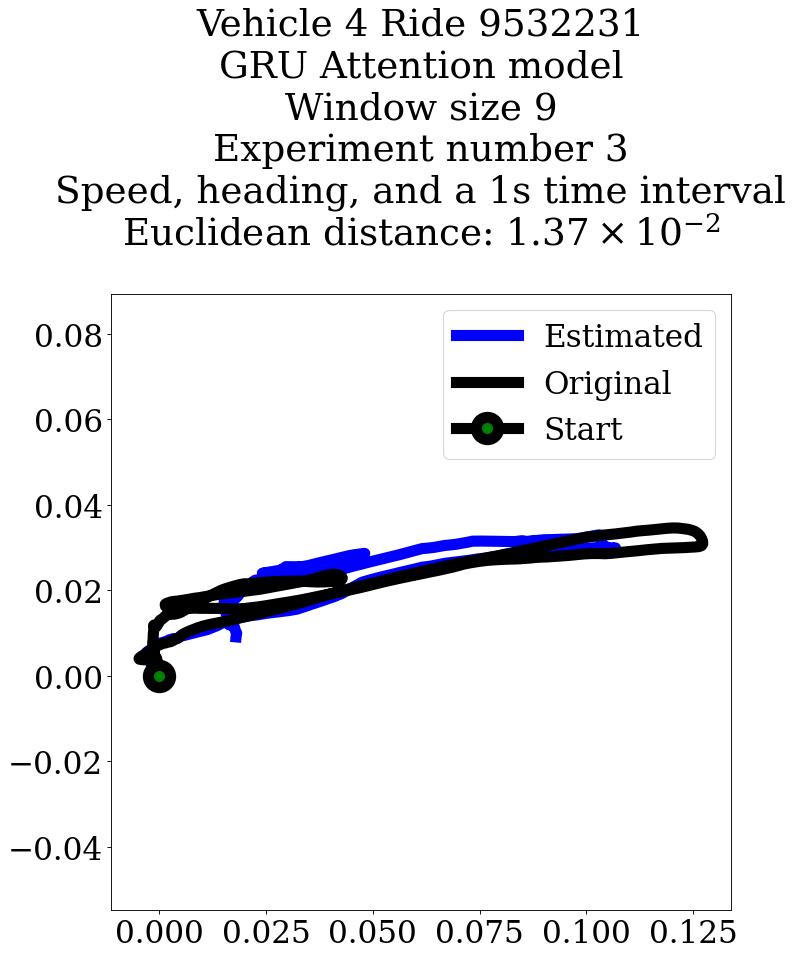 Vehicle 4 Ride 9532231
GRU Attention model
Window size 9
Experiment number 3
Speed, heading, and a 1s time interval
Euclidean distance: 1.37 × 10⁻²
Estimated
Original
Start
0.08
0.06
0.04
0.02
0.00
−0.02
−0.04
0.000 0.025 0.050 0.075 0.100 0.125